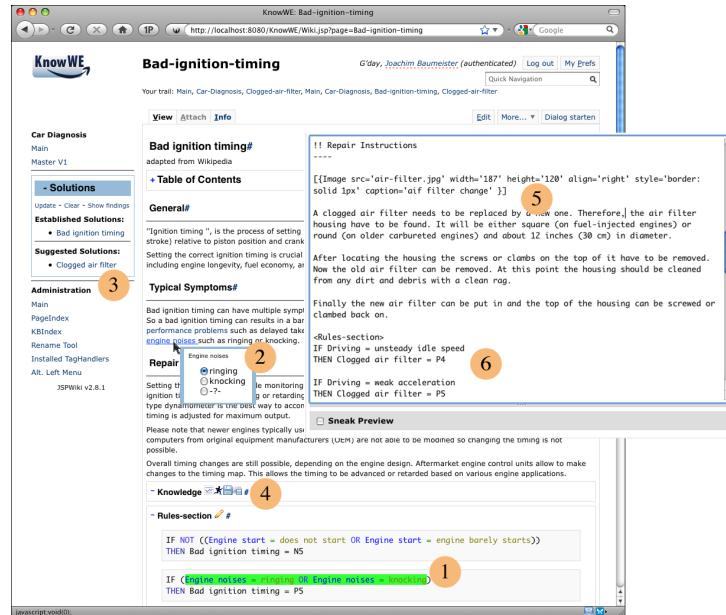 KnowWE: Bad-ignition-timing
1P
http://localhost:8080/KnowWE/Wiki.jsp?page=Bad-ignition-timing
Google
KnowWE
Bad-ignition-timing
G'day, Joachim Baumeister (authenticated) Log out My Prefs
Quick Navigation
Your trail: Main, Car-Diagnosis, Clogged-air-filter, Main, Car-Diagnosis, Bad-ignition-timing, Clogged-air-filter
View Attach Info
Edit More... Dialog starten
Car Diagnosis
Main
Master V1
- Solutions
Update - Clear - Show findings
Established Solutions:
• Bad ignition timing
Suggested Solutions:
• Clogged air filter
3
Administration
Main
PageIndex
KBIndex
Rename Tool
Installed TagHandlers
Alt. Left Menu
JSPWiki v2.8.1
Bad ignition timing#
adapted from Wikipedia
+ Table of Contents
General#
"Ignition timing ", is the process of setting
stroke) relative to piston position and crank
Setting the correct ignition timing is crucial
including engine longevity, fuel economy, a
Typical Symptoms#
Bad ignition timing can have multiple sympt
So a bad ignition timing can results in a bar
performance problems such as delayed take
engine noises such as ringing or knocking.
Engine noises
ringing
knocking
-?-
2
Repair
Setting th le monitoring
ignition ti g or retarding
type dynamometer is the best way to accom
timing is adjusted for maximum output.
Please note that newer engines typically us
computers from original equipment manufacturers (OEM) are not able to be modified so changing the timing is not
possible.
Overall timing changes are still possible, depending on the engine design. Aftermarket engine control units allow to make
changes to the timing map. This allows the timing to be advanced or retarded based on various engine applications.
- Knowledge #
4
- Rules-section #
IF NOT ((Engine start = does not start OR Engine start = engine barely starts))
THEN Bad ignition timing = N5
IF (Engine noises = ringing OR Engine noises = knocking)
THEN Bad ignition timing = P5
1
!! Repair Instructions
----
[{Image src='air-filter.jpg' width='187' height='120' align='right' style='border:
solid 1px' caption='aif filter change' }]
5
A clogged air filter needs to be replaced by a new one. Therefore, the air filter
housing have to be found. It will be either square (on fuel-injected engines) or
round (on older carbureted engines) and about 12 inches (30 cm) in diameter.
After locating the housing the screws or clambs on the top of it have to be removed.
Now the old air filter can be removed. At this point the housing should be cleaned
from any dirt and debris with a clean rag.
Finally the new air filter can be put in and the top of the housing can be screwed or
clambed back on.
<Rules-section>
IF Driving = unsteady idle speed
THEN Clogged air filter = P4
6
IF Driving = weak acceleration
THEN Clogged air filter = P5
Sneak Preview
javascript:void(0);